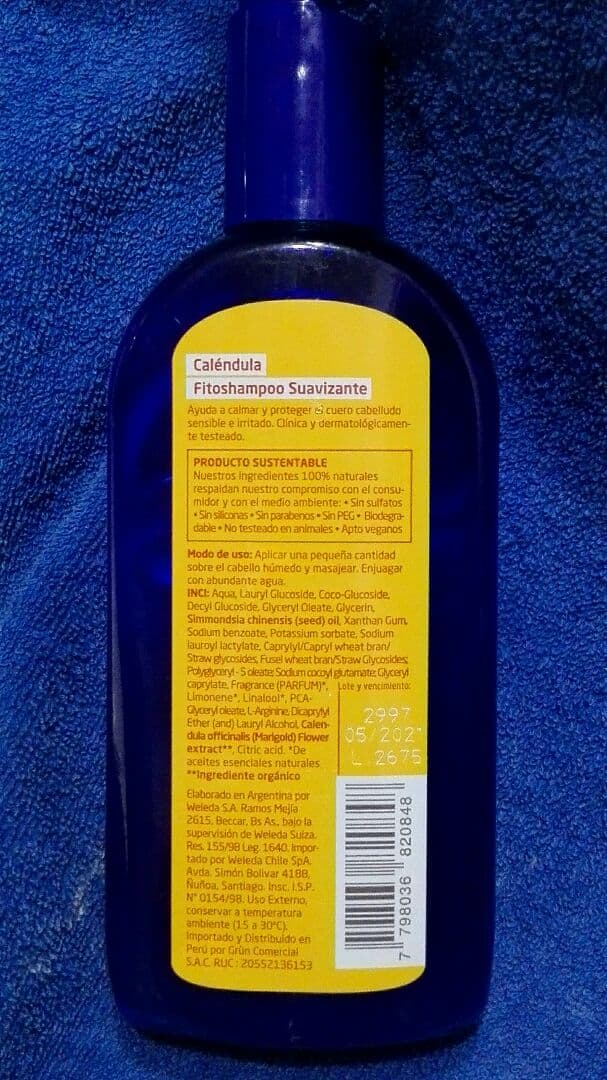 Caléndula
Fitoshampoo Suavizante
Ayuda a calmar y proteger el cuero cabelludo
sensible e irritado. Clínica y dermatológicamen-
te testeado.
PRODUCTO SUSTENTABLE
Nuestros ingredientes 100% naturales
respaldan nuestro compromiso con el consu-
midor y con el medio ambiente: • Sin sulfatos
• Sin siliconas • Sin parabenos • Sin PEG • Biodegra-
dable • No testeado en animales • Apto veganos
Modo de uso: Aplicar una pequeña cantidad
sobre el cabello húmedo y masajear. Enjuagar
con abundante agua.
INCI: Aqua, Lauryl Glucoside, Coco-Glucoside,
Decyl Glucoside, Glyceryl Oleate, Glycerin,
Simmondsia chinensis (seed) oil, Xanthan Gum,
Sodium benzoate, Potassium sorbate, Sodium
lauroyl lactylate, Caprylyl/Capryl wheat bran/
Straw glycosides, Fusel wheat bran/Straw Glycosides;
Polyglyceryl - 5 oleate: Sodium cocoyl glutamate: Glyceryl
caprylate, Fragrance (PARFUM)*,
Limonene*, Linalool*, PCA-
Glyceryl oleate, L-Arginine, Dicaprylyl
Ether (and) Lauryl Alcohol, Calen-
dula officinalis (Marigold) Flower
extract**, Citric acid. *De
aceites esenciales naturales
**Ingrediente orgánico
Lote y vencimiento:
2997
05/202
L 2675
Elaborado en Argentina por
Weleda S.A. Ramos Mejía
2615, Beccar, Bs As., bajo la
supervisión de Weleda Suiza.
Res. 155/98 Leg. 1640. Impor-
tado por Weleda Chile SpA.
Avda. Simón Bolivar 4188,
Ñuñoa, Santiago. Insc. I.S.P.
N° 0154/98. Uso Externo,
conservar a temperatura
ambiente (15 a 30°C).
Importado y Distribuido en
Perú por Grün Comercial
S.A.C. RUC : 20552136153
7 798036 820848